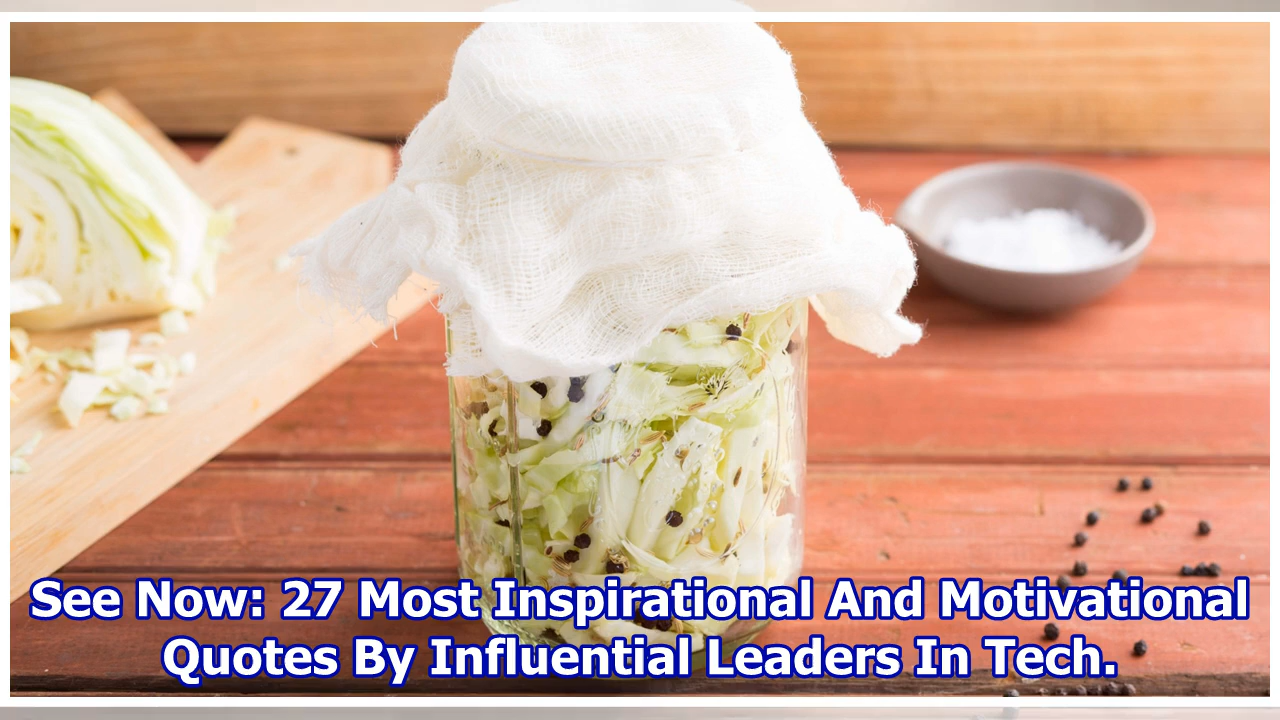 See Now: 27 Most Inspirational And Motivational
Quotes By Influential Leaders In Tech.